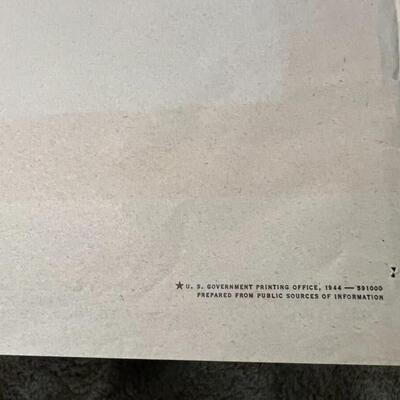 ★ U. S. GOVERNMENT PRINTING OFFICE, 1944 — 591000
PREPARED FROM PUBLIC SOURCES OF INFORMATION